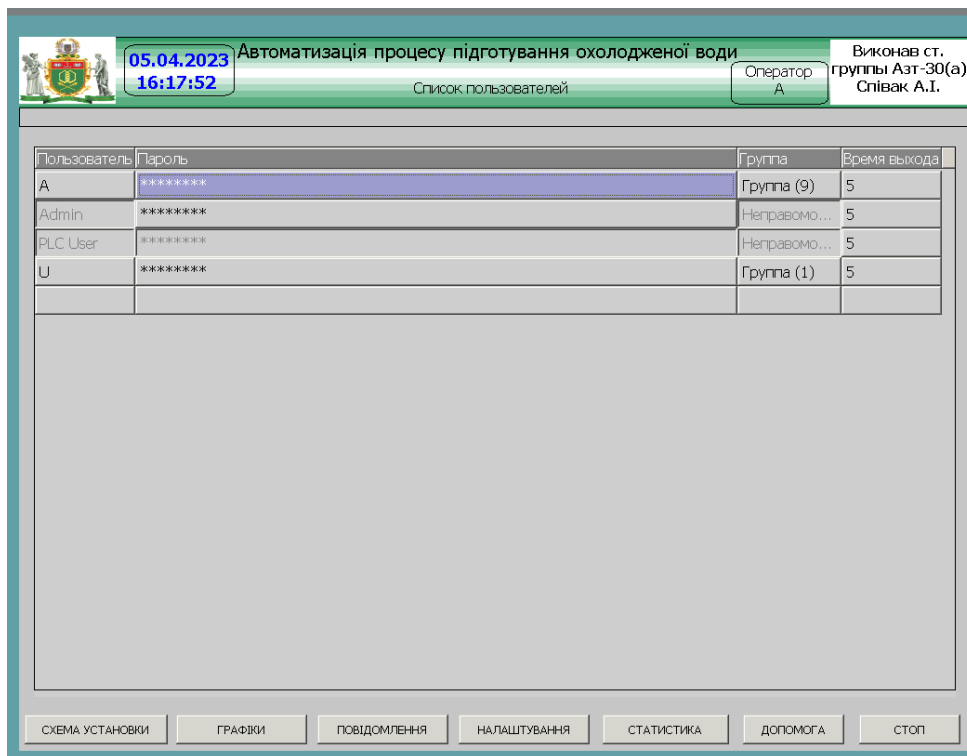 05.04.2023
16:17:52
Автоматизація процесу підготування охолодженої води
Список пользователей
Оператор
А
Виконав ст.
группы Азт-30(а)
Співак А.І.
Пользователь Пароль Группа Время выхода
A ******** Группа (9) 5
Admin ******** Неправомо... 5
PLC User ******** Неправомо... 5
U ******** Группа (1) 5
СХЕМА УСТАНОВКИ ГРАФІКИ ПОВІДОМЛЕННЯ НАЛАШТУВАННЯ СТАТИСТИКА ДОПОМОГА СТОП